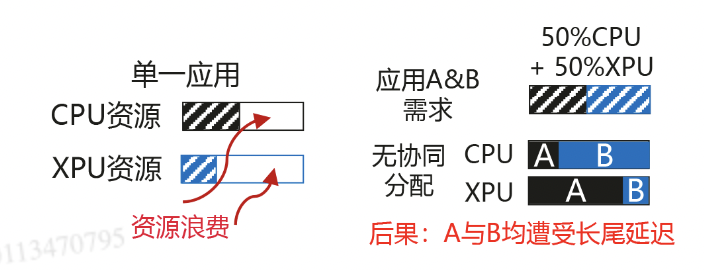 单一应用
CPU资源
XPU资源
资源浪费
50%CPU
+ 50%XPU
应用A&B
需求
无协同
分配
CPU A B
XPU A B
后果：A与B均遭受长尾延迟
0113470795